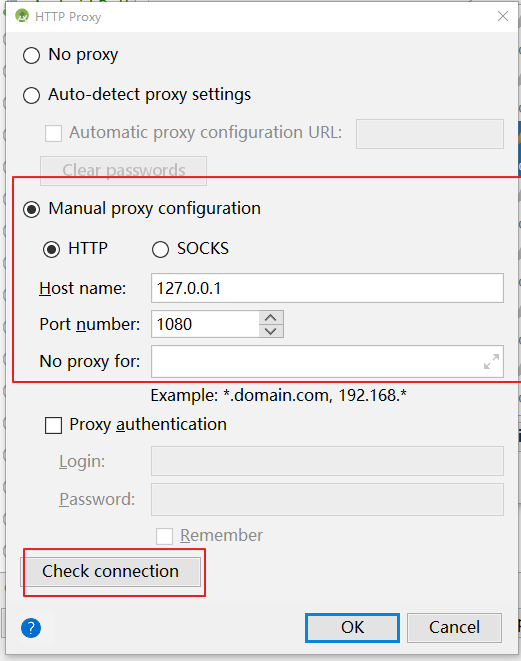 HTTP Proxy
No proxy
Auto-detect proxy settings
Automatic proxy configuration URL:
Clear passwords
Manual proxy configuration
HTTP SOCKS
Host name: 127.0.0.1
Port number: 1080
No proxy for:
Example: *.domain.com, 192.168.*
Proxy authentication
Login:
Password:
Remember
Check connection
? OK Cancel